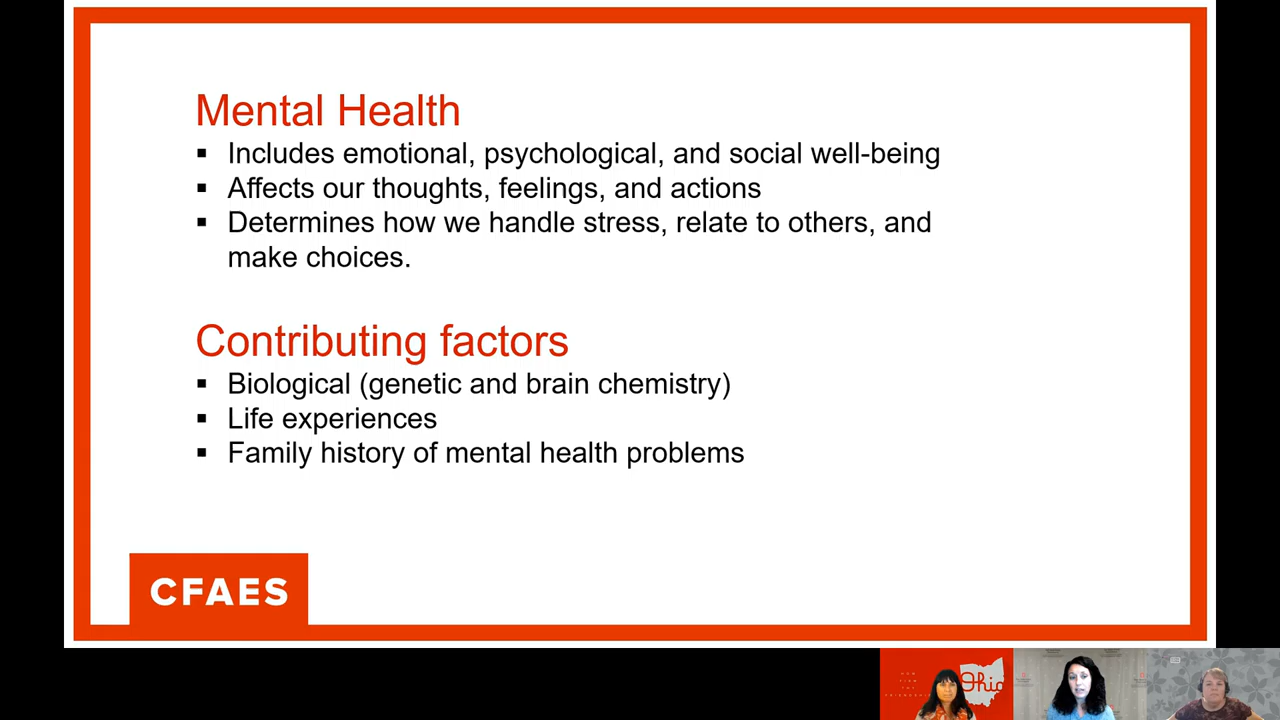 Mental Health
▪ Includes emotional, psychological, and social well-being
▪ Affects our thoughts, feelings, and actions
▪ Determines how we handle stress, relate to others, and
make choices.
Contributing factors
▪ Biological (genetic and brain chemistry)
▪ Life experiences
▪ Family history of mental health problems
CFAES
Ohio